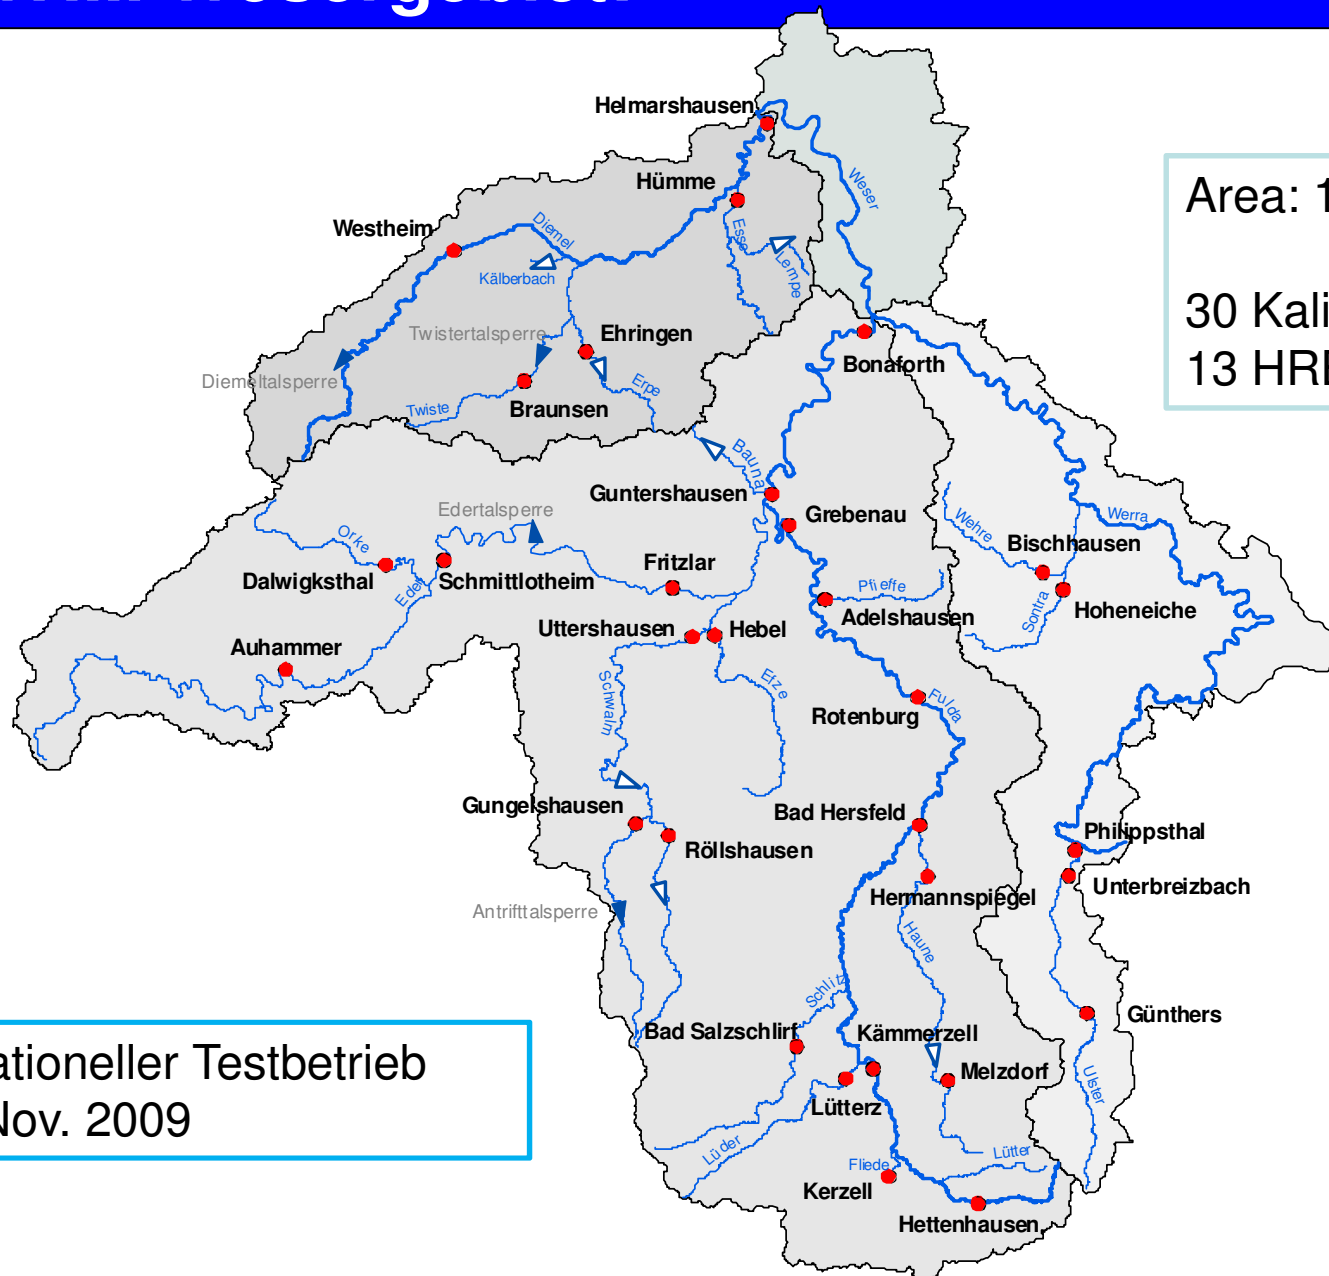 Helmarshausen
Hümme
Weser
Area: 1
Westheim
Diemel
Esse
Lempe
Kälberbach
30 Kali
13 HRB
Twistertalsperre
Ehringen
Bonaforth
Diemeltalsperre
Erpe
Twiste
Braunsen
Bauna
Guntershausen
Grebenau
Edertalsperre
Werra
Wehre
Orke
Bischhausen
Fritzlar
Dalwigksthal
Schmittlotheim
Pfieffe
Eder
Sontra
Hoheneiche
Adelshausen
Uttershausen
Hebel
Auhammer
Efze
Schwalm
Fulda
Rotenburg
Gungelshausen
Bad Hersfeld
Philippsthal
Röllshausen
Hermannspiegel
Unterbreizbach
Antrifttalsperre
Haune
Schlitz
Günthers
Bad Salzschlirf
Kämmerzell
ationeller Testbetrieb
Nov. 2009
Melzdorf
Ulster
Lütterz
Lüder
Lütter
Fliede
Kerzell
Hettenhausen